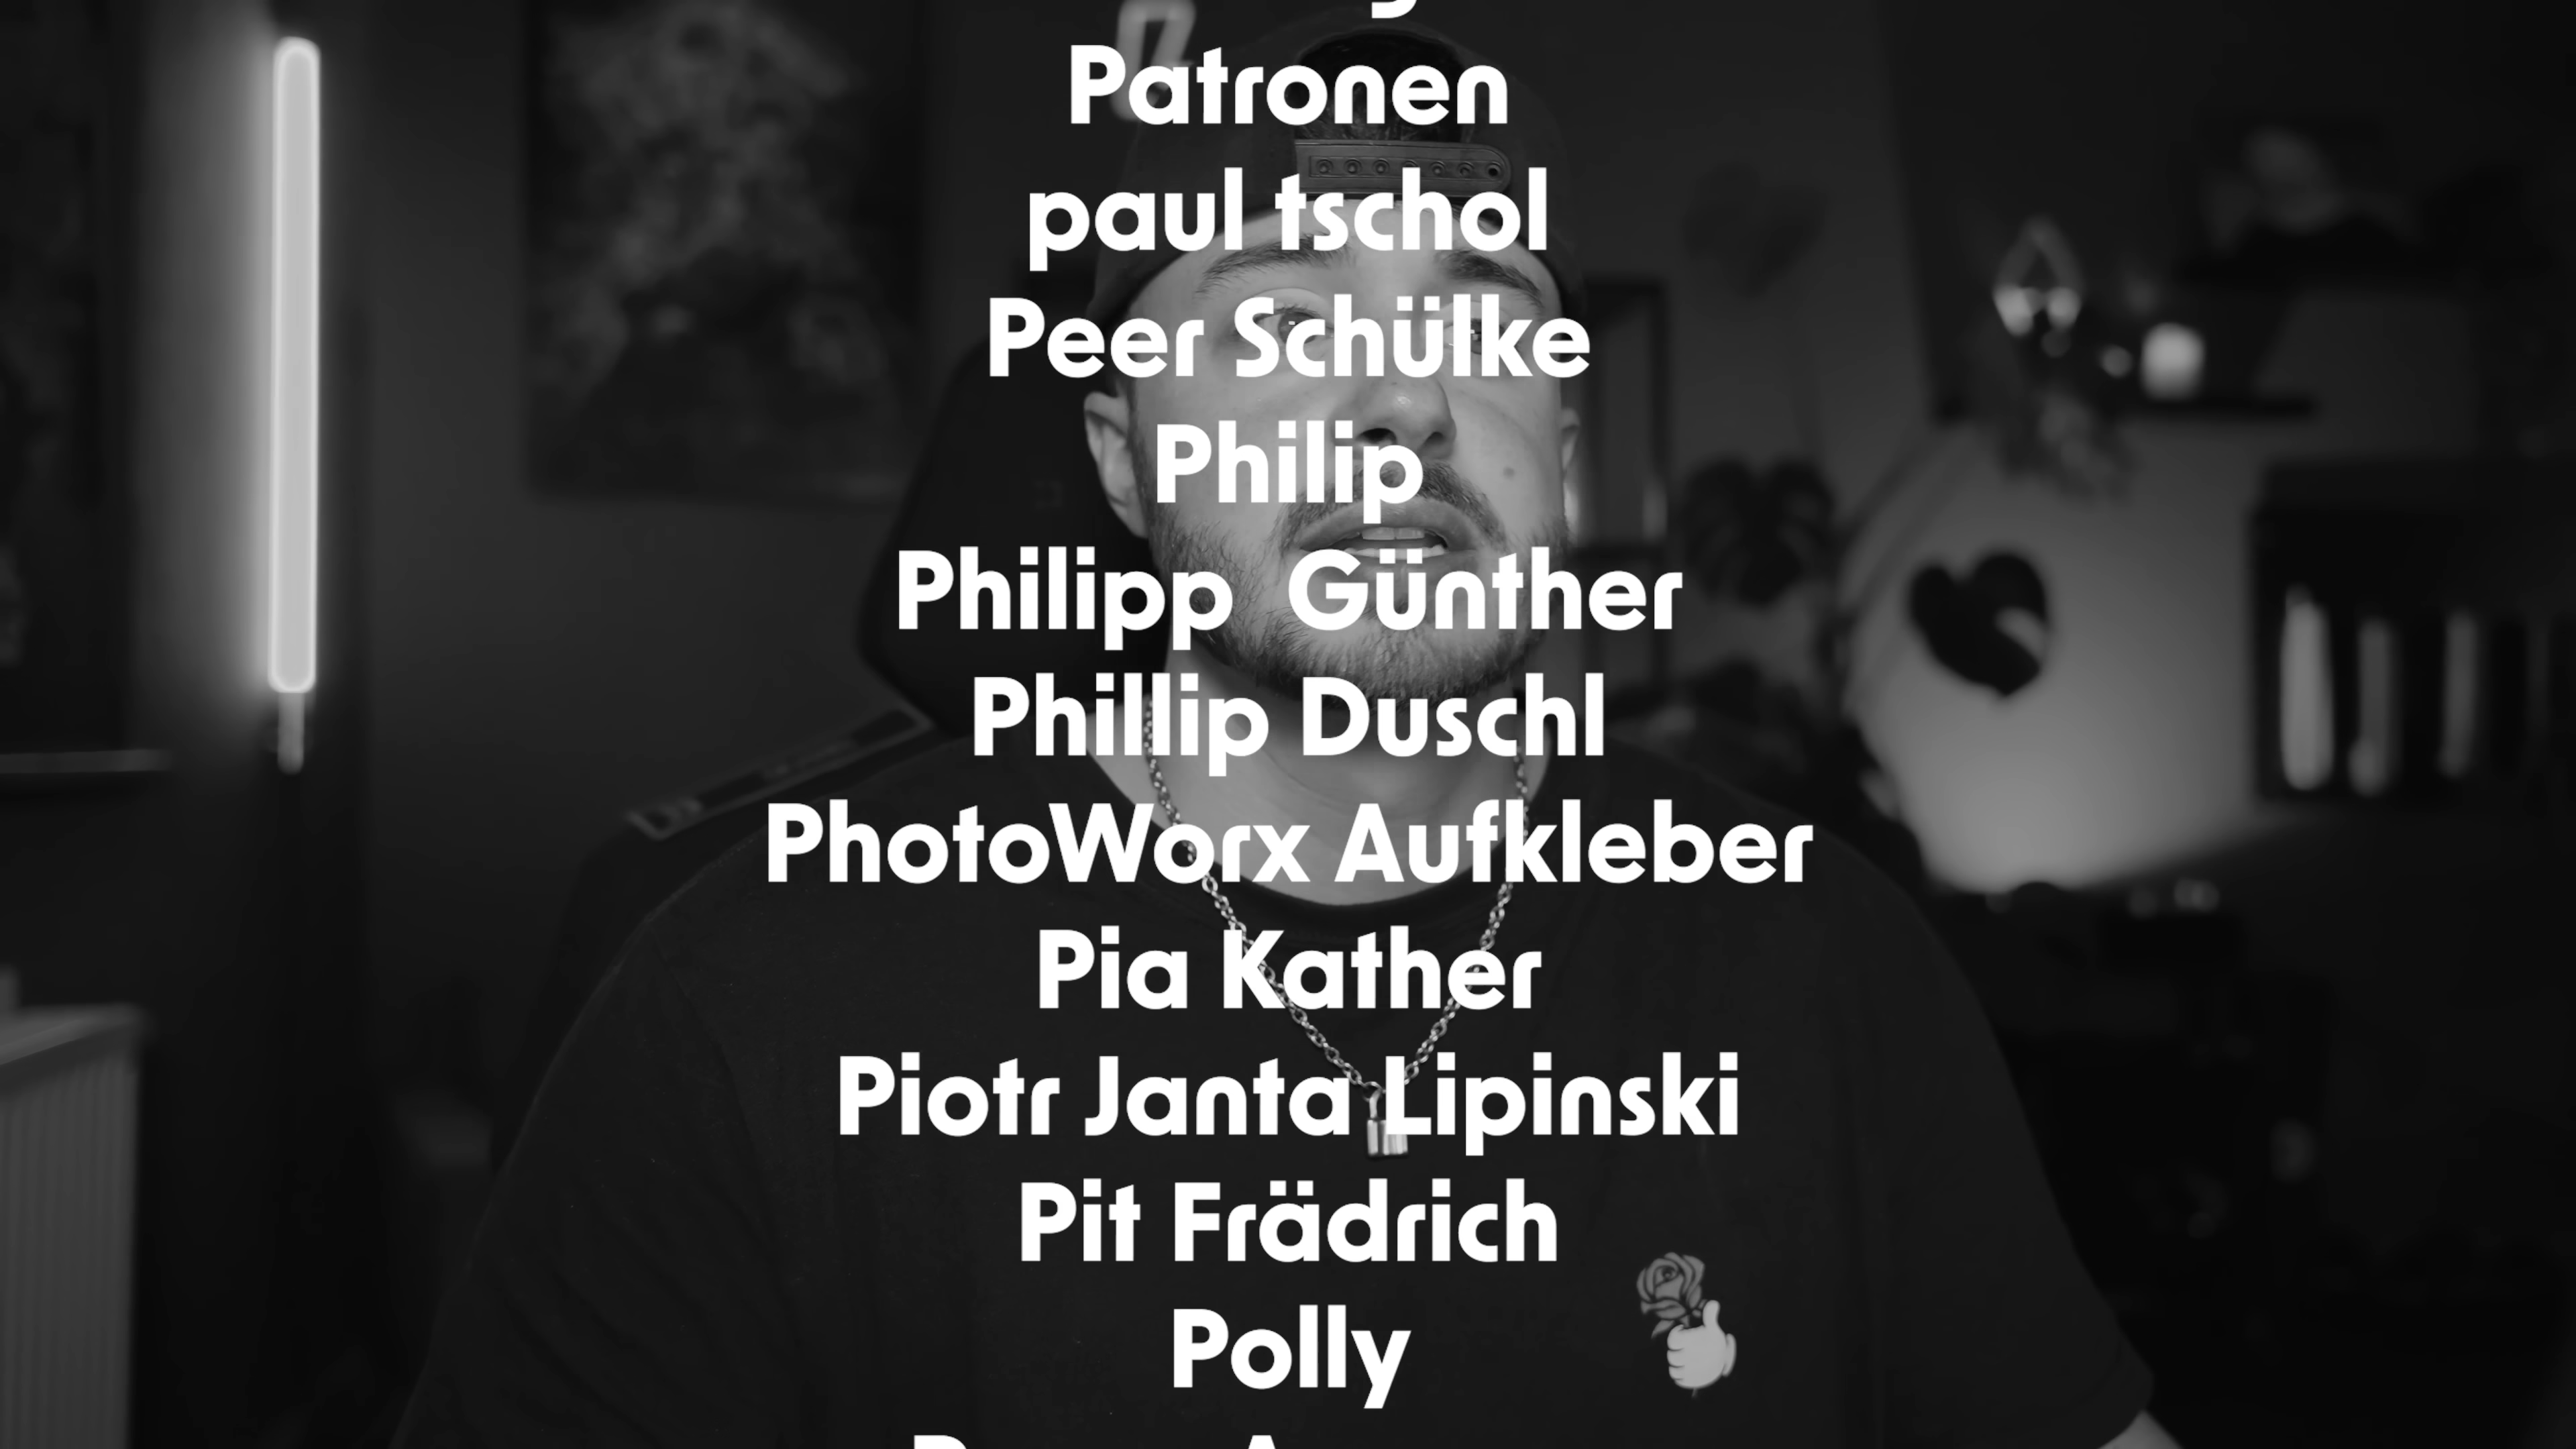 Patronen
paul tschol
Peer Schülke
Philip
Philipp  Günther
Phillip Duschl
PhotoWorx Aufkleber
Pia Kather
Piotr Janta Lipinski
Pit Frädrich
Polly